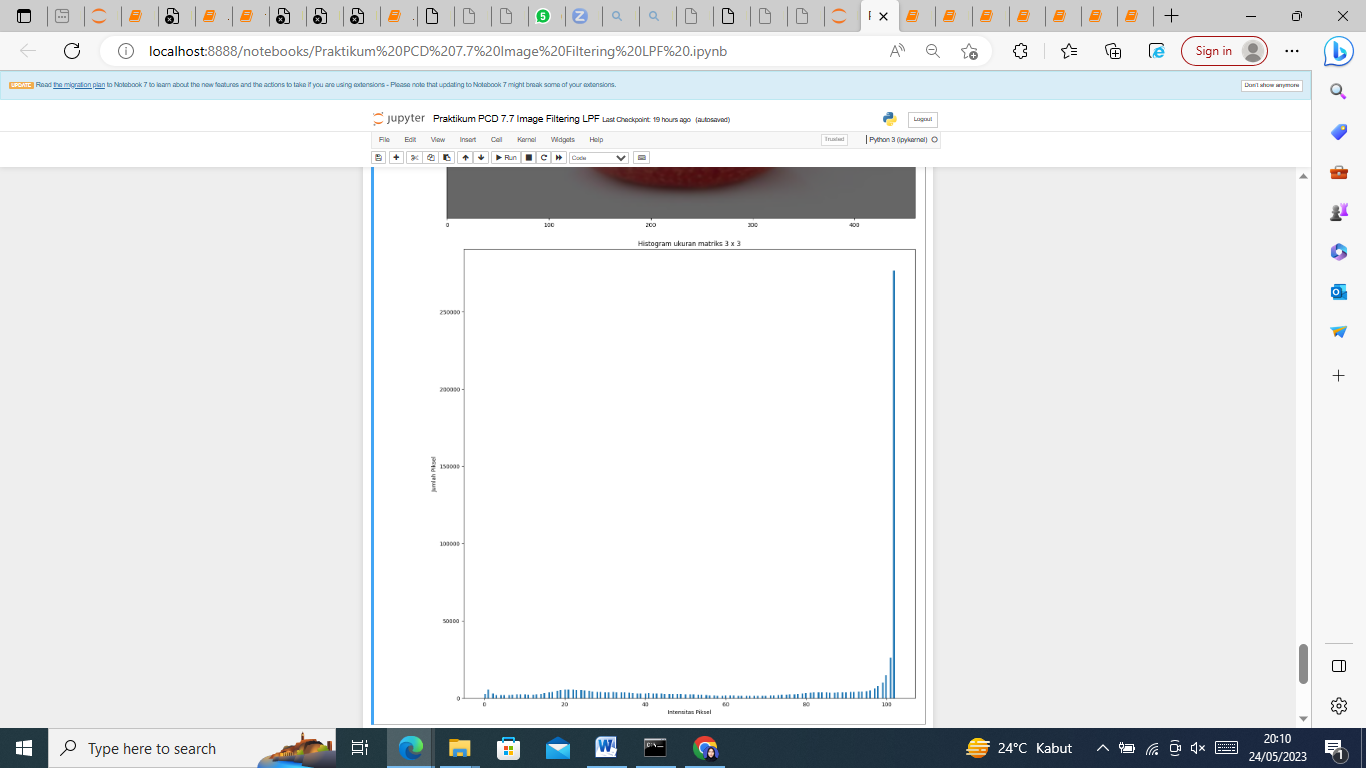 5
localhost:8888/notebooks/Praktikum%20PCD%207.7%20Image%20Filtering%20LPF%20.ipynb
Sign in
UPDATE Read the migration plan to Notebook 7 to learn about the new features and the actions to take if you are using extensions - Please note that updating to Notebook 7 might break some of your extensions.
Don't show anymore
jupyter Praktikum PCD 7.7 Image Filtering LPF Last Checkpoint: 19 hours ago (autosaved)
Logout
File Edit View Insert Cell Kernel Widgets Help
Trusted
Python 3 (ipykernel)
Run
Code
0 100 200 300 400
Histogram ukuran matriks 3 x 3
250000
200000
150000
100000
50000
0
Jumlah Piksel
0 20 40 60 80 100
Intensitas Piksel
Type here to search
24°C Kabut
20:10
24/05/2023
1